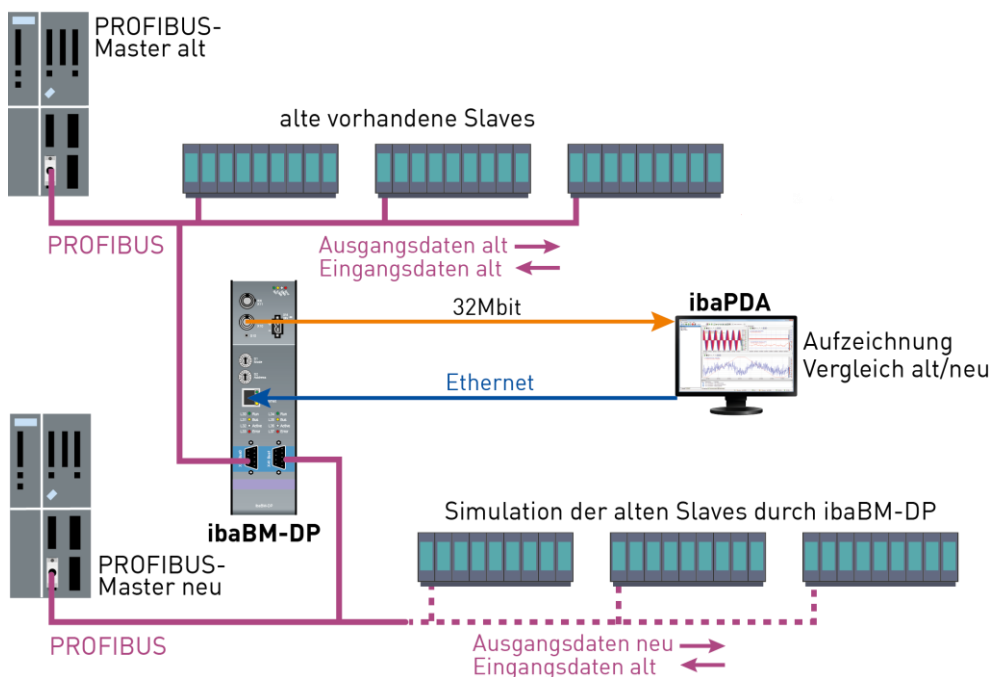 PROFIBUS-
Master alt
alte vorhandene Slaves
PROFIBUS
Ausgangsdaten alt
Eingangsdaten alt
32Mbit
ibaPDA
Aufzeichnung
Vergleich alt/neu
Ethernet
ibaBM-DP
PROFIBUS-
Master neu
Simulation der alten Slaves durch ibaBM-DP
PROFIBUS
Ausgangsdaten neu
Eingangsdaten alt